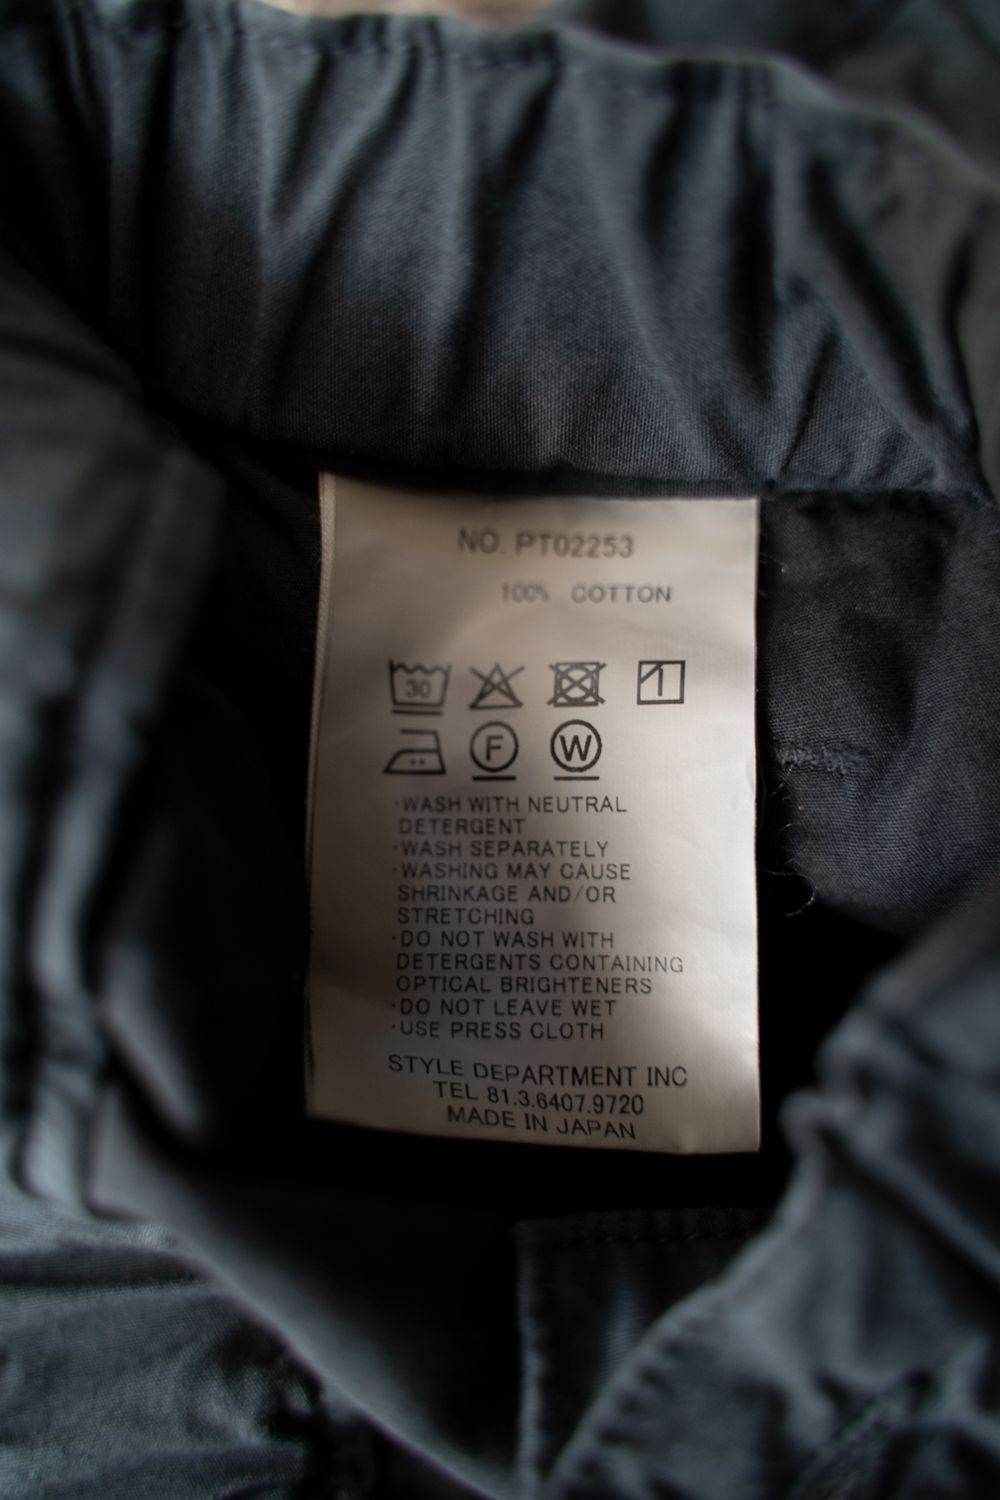 NO. PT02253
100% COTTON
30
F W
·WASH WITH NEUTRAL
DETERGENT
·WASH SEPARATELY
·WASHING MAY CAUSE
SHRINKAGE AND/OR
STRETCHING
·DO NOT WASH WITH
DETERGENTS CONTAINING
OPTICAL BRIGHTENERS
·DO NOT LEAVE WET
·USE PRESS CLOTH
STYLE DEPARTMENT INC
TEL 81.3.6407.9720
MADE IN JAPAN